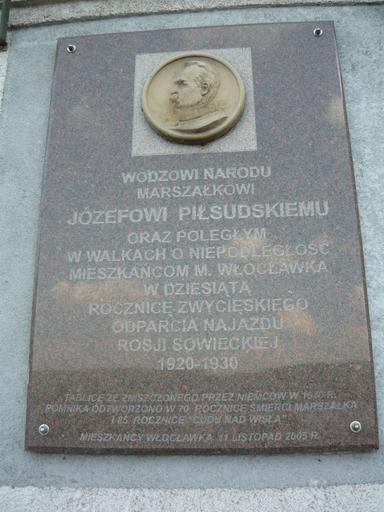 WODZOWI NARODU
MARSZAŁKOWI
JÓZEFOWI PIŁSUDSKIEMU
ORAZ POLEGŁYM
W WALKACH O NIEPODLEGŁOŚĆ
MIESZKAŃCOM M. WŁOCŁAWKA
W DZIESIĄTĄ
ROCZNICĘ ZWYCIĘSKIEGO
ODPARCIA NAJAZDU
ROSJI SOWIECKIEJ
1920-1930
TABLICĘ ZE ZNISZCZONEGO PRZEZ NIEMCÓW W 1940 R.
POMNIKA ODTWORZONO W 70. ROCZNICĘ ŚMIERCI MARSZAŁKA
I 85. ROCZNICĘ "CUDU NAD WISŁĄ"
MIESZKAŃCY WŁOCŁAWKA, 11 LISTOPAD 2005 R.